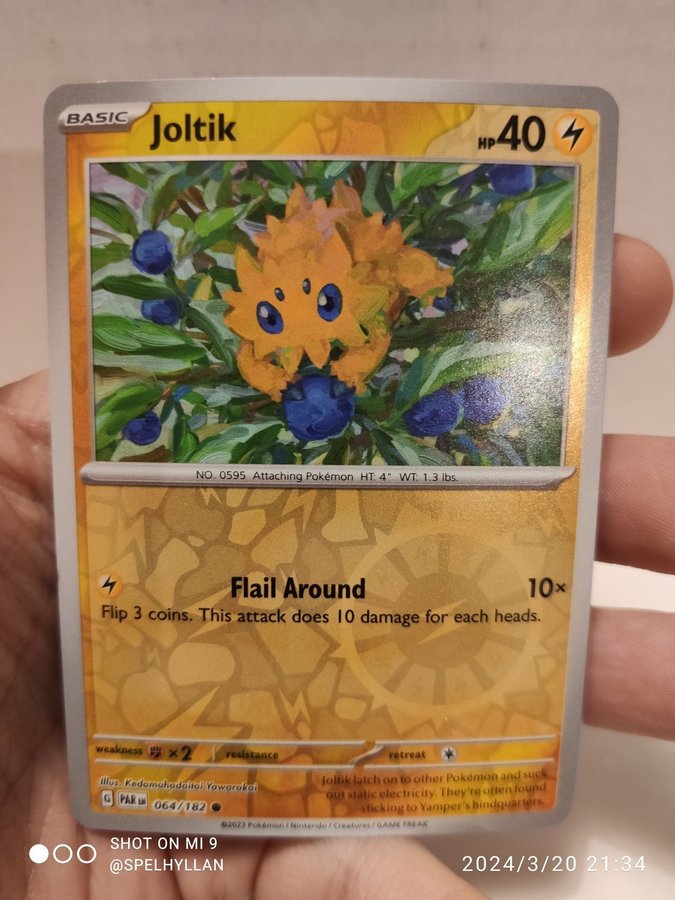 BASIC Joltik HP 40
NO. 0595 Attaching Pokémon HT: 4" WT: 1.3 lbs.
Flail Around 10×
Flip 3 coins. This attack does 10 damage for each heads.
weakness ×2 resistance retreat
Illus. Kedamahadaitai Yawarakai
G PAR EN 064/182
Joltik latch on to other Pokémon and suck
out static electricity. They're often found
sticking to Yamper's hindquarters.
©2023 Pokémon / Nintendo / Creatures / GAME FREAK
SHOT ON MI 9
@SPELHYLLAN
2024/3/20 21:34